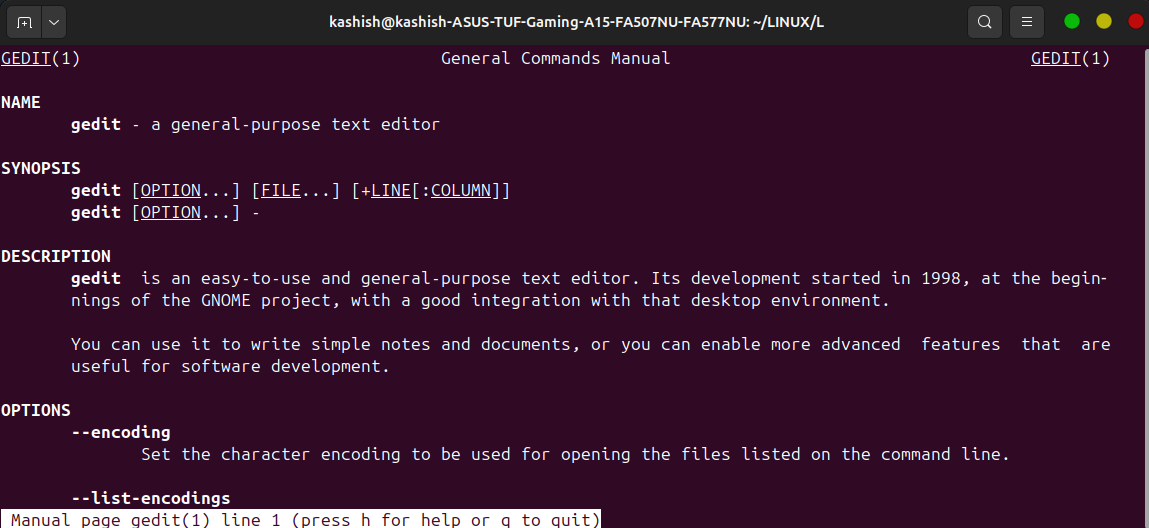 kashish@kashish-ASUS-TUF-Gaming-A15-FA507NU-FA577NU: ~/LINUX/L
GEDIT(1) General Commands Manual GEDIT(1)
NAME
gedit - a general-purpose text editor
SYNOPSIS
gedit [OPTION...] [FILE...] [+LINE[:COLUMN]]
gedit [OPTION...] -
DESCRIPTION
gedit is an easy-to-use and general-purpose text editor. Its development started in 1998, at the begin-
nings of the GNOME project, with a good integration with that desktop environment.
You can use it to write simple notes and documents, or you can enable more advanced features that are
useful for software development.
OPTIONS
--encoding
Set the character encoding to be used for opening the files listed on the command line.
--list-encodings
Manual page gedit(1) line 1 (press h for help or q to quit)